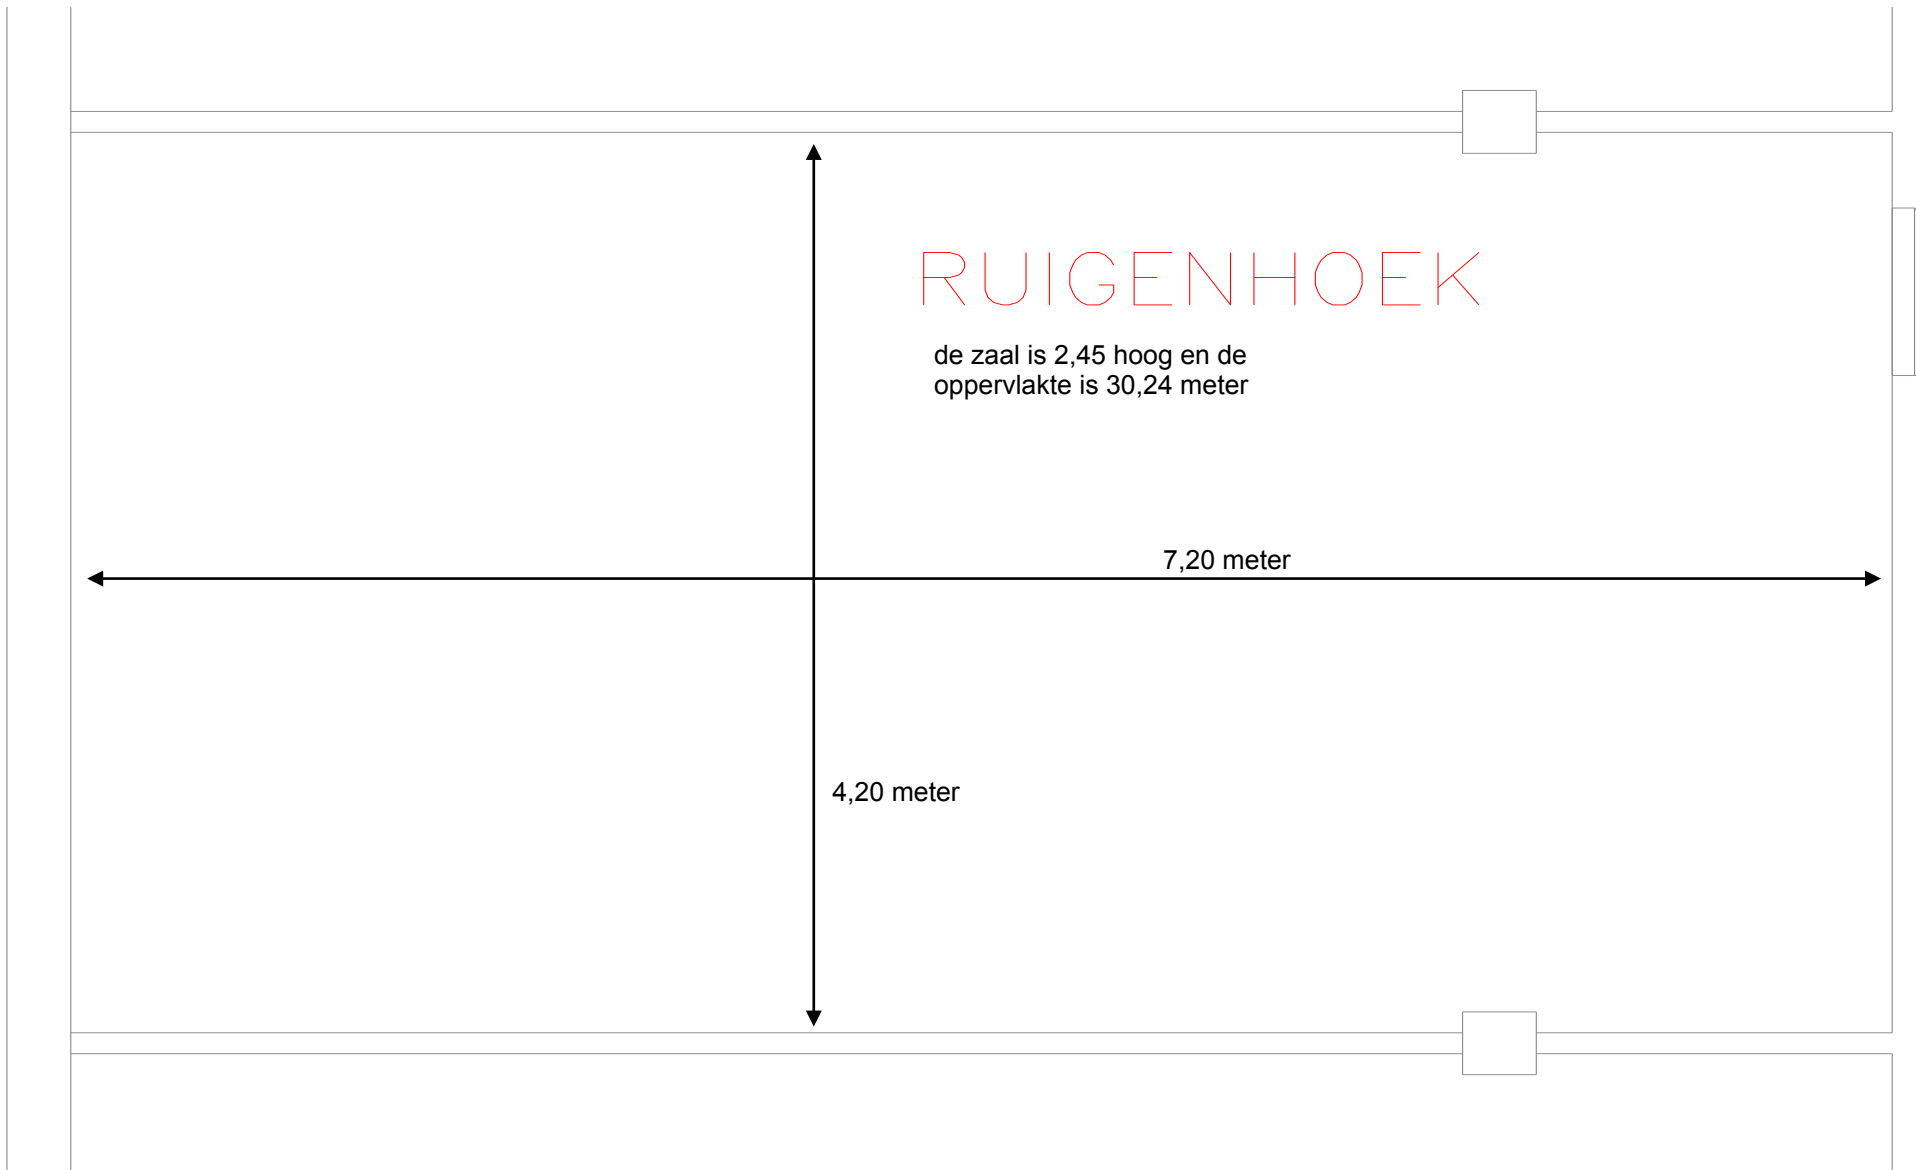 RUIGENHOEK
de zaal is 2,45 hoog en de
oppervlakte is 30,24 meter
7,20 meter
4,20 meter